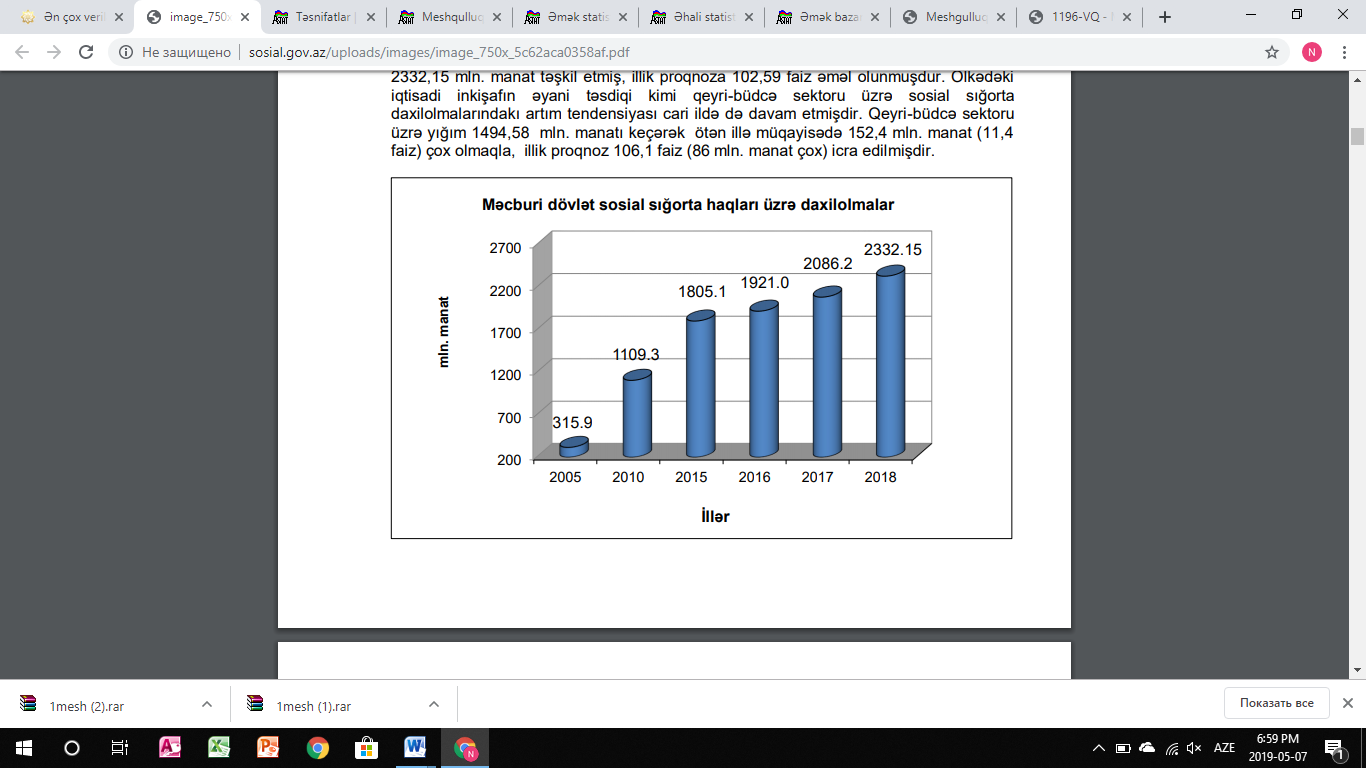 Ən çox veril
image_750x
Təsnifatlar |
Meshqulluq
Əmək statis
Əhali statist
Əmək bazar
Meshgulluq
1196-VQ -
Не защищено
sosial.gov.az/uploads/images/image_750x_5c62aca0358af.pdf
N
2332,15 mln. manat təşkil etmiş, illik proqnoza 102,59 faiz əməl olunmuşdur. Ölkədəki
iqtisadi inkişafın əyani təsdiqi kimi qeyri-büdcə sektoru üzrə sosial sığorta
daxilolmalarındakı artım tendensiyası cari ildə də davam etmişdir. Qeyri-büdcə sektoru
üzrə yığım 1494,58 mln. manatı keçərək ötən illə müqayisədə 152,4 mln. manat (11,4
faiz) çox olmaqla, illik proqnoz 106,1 faiz (86 mln. manat çox) icra edilmişdir.
Məcburi dövlət sosial sığorta haqları üzrə daxilolmalar
mln. manat
2700
2200
1700
1200
700
200
315.9
1109.3
1805.1
1921.0
2086.2
2332.15
2005
2010
2015
2016
2017
2018
İllər
1mesh (2).rar
1mesh (1).rar
Показать все
N
AZE
6:59 PM
2019-05-07
1